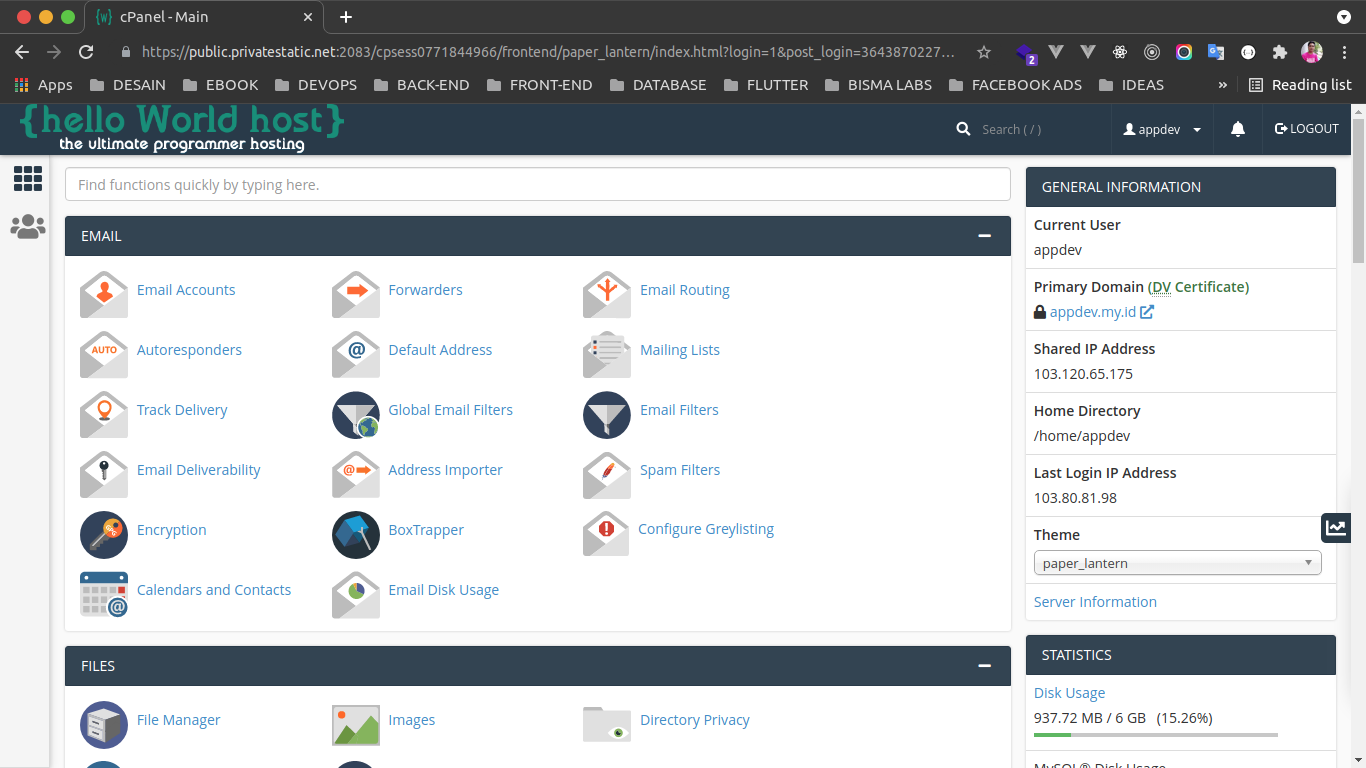 cPanel - Main
https://public.privatestatic.net:2083/cpsess0771844966/frontend/paper_lantern/index.html?login=1&post_login=3643870227...
2
Apps
DESAIN
EBOOK
DEVOPS
BACK-END
FRONT-END
DATABASE
FLUTTER
BISMA LABS
FACEBOOK ADS
IDEAS
»
Reading list
{hello World host}
the ultimate programmer hosting
Search ( / )
appdev
LOGOUT
Find functions quickly by typing here.
EMAIL
Email Accounts
Forwarders
Email Routing
AUTO
Autoresponders
@
Default Address
Mailing Lists
Track Delivery
Global Email Filters
Email Filters
Email Deliverability
@
Address Importer
Spam Filters
Encryption
BoxTrapper
Configure Greylisting
@
Calendars and Contacts
Email Disk Usage
FILES
File Manager
Images
Directory Privacy
GENERAL INFORMATION
Current User
appdev
Primary Domain (DV Certificate)
appdev.my.id
Shared IP Address
103.120.65.175
Home Directory
/home/appdev
Last Login IP Address
103.80.81.98
Theme
paper_lantern
Server Information
STATISTICS
Disk Usage
937.72 MB / 6 GB (15.26%)
MySQL® Disk Usage